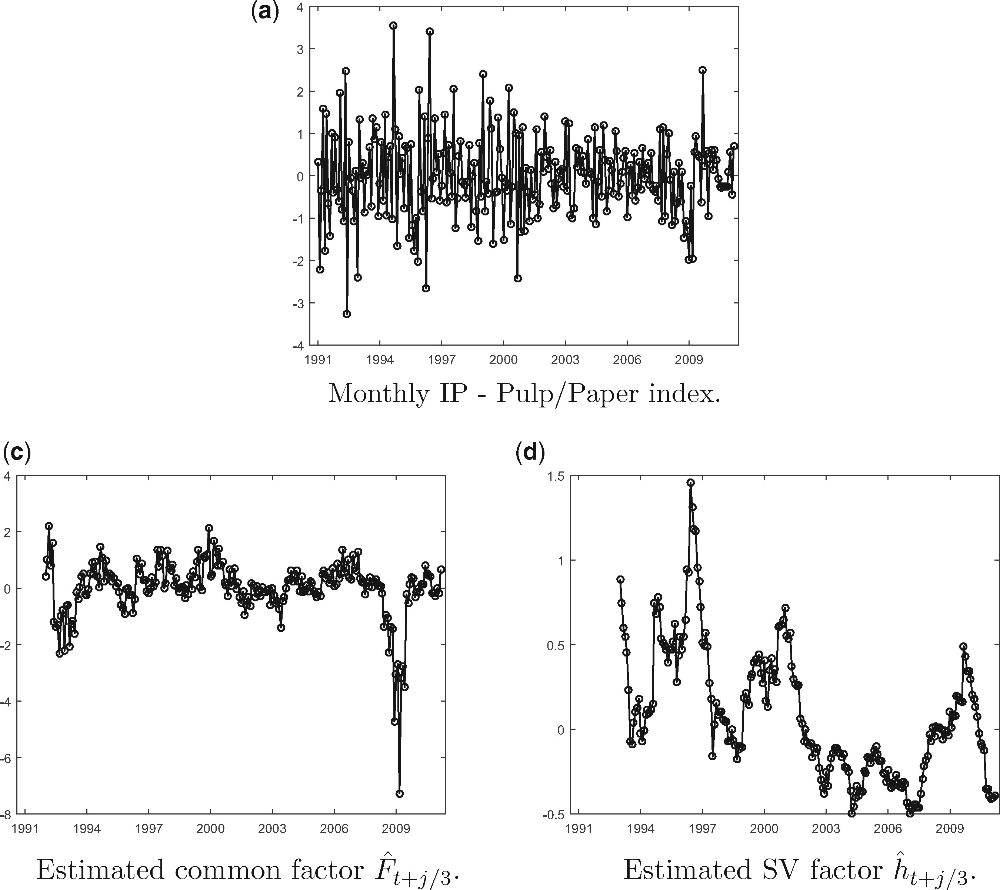 (a)
4
3
2
1
0
-1
-2
-3
-4
1991 1994 1997 2000 2003 2006 2009
Monthly IP - Pulp/Paper index.
(c)
4
2
0
-2
-4
-6
-8
1991 1994 1997 2000 2003 2006 2009
Estimated common factor F̂ₜ₊ⱼ/₃.
(d)
1.5
1
0.5
0
-0.5
1991 1994 1997 2000 2003 2006 2009
Estimated SV factor ĥₜ₊ⱼ/₃.